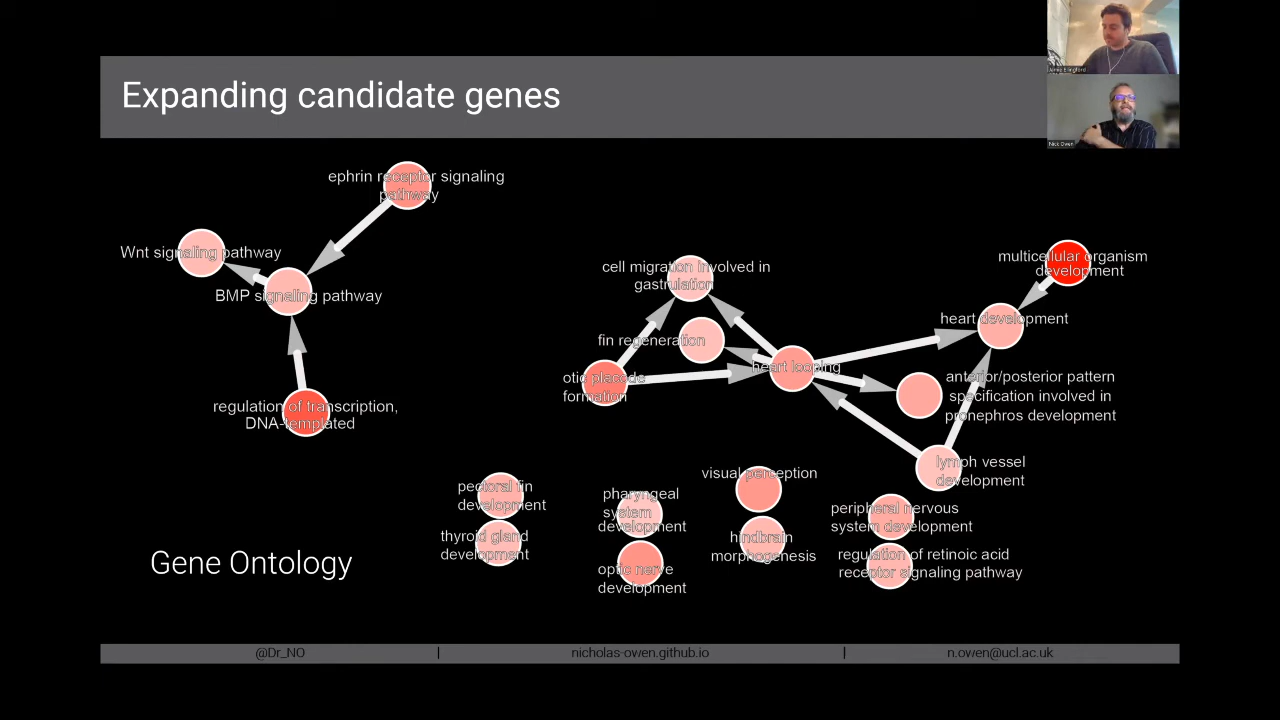 Expanding candidate genes
Jamie Ellingford
Nick Owen
ephrin receptor signaling
pathway
Wnt signaling pathway
BMP signaling pathway
regulation of transcription,
DNA-templated
cell migration involved in
gastrulation
fin regeneration
otic placode
formation
heart looping
multicellular organism
development
heart development
anterior/posterior pattern
specification involved in
pronephros development
lymph vessel
development
pectoral fin
development
thyroid gland
development
pharyngeal
system
development
optic nerve
development
visual perception
hindbrain
morphogenesis
peripheral nervous
system development
regulation of retinoic acid
receptor signaling pathway
Gene Ontology
@Dr_NO | nicholas-owen.github.io | n.owen@ucl.ac.uk